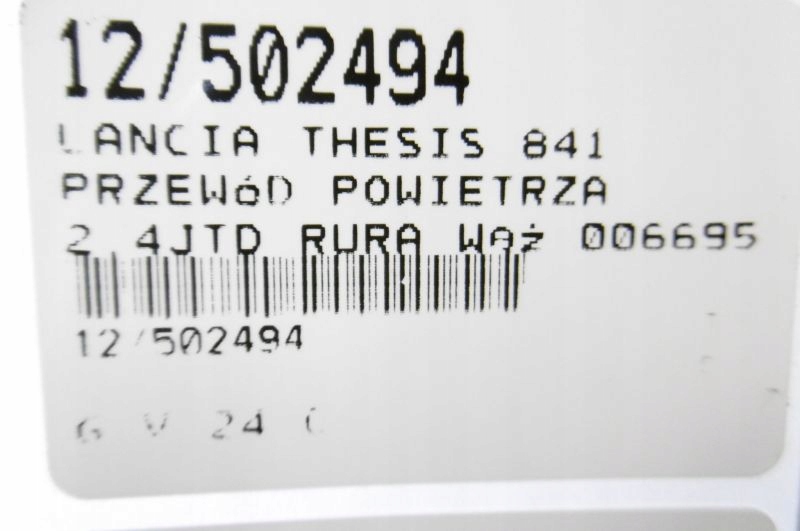 12/502494
LANCIA THESIS 841
PRZEWóD POWIETRZA
2.4JTD RURA Wąż 006695
12/502494
G V 24